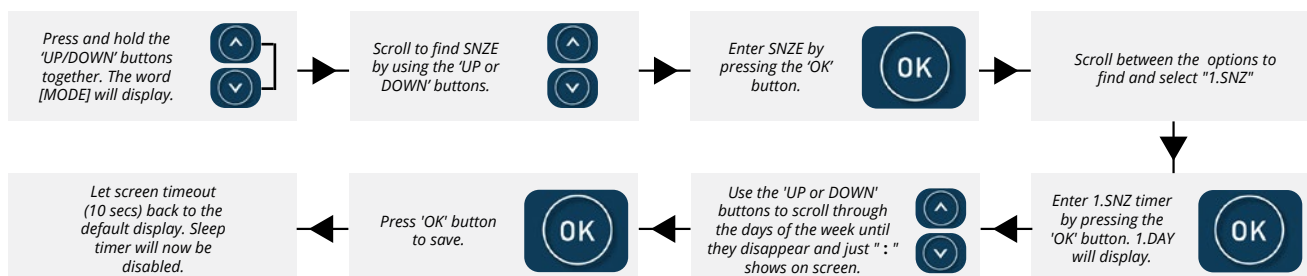 Press and hold the
‘UP/DOWN’ buttons
together. The word
[MODE] will display.
Scroll to find SNZE
by using the ‘UP or
DOWN’ buttons.
Enter SNZE by
pressing the ‘OK’
button.
OK
Scroll between the options to
find and select "1.SNZ"
Enter 1.SNZ timer
by pressing the
'OK' button. 1.DAY
will display.
OK
Use the 'UP or DOWN'
buttons to scroll through
the days of the week until
they disappear and just " : "
shows on screen.
Press 'OK' button
to save.
OK
Let screen timeout
(10 secs) back to the
default display. Sleep
timer will now be
disabled.